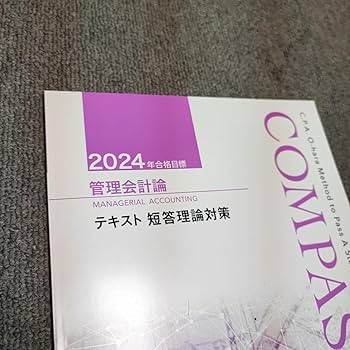 2024年合格目標
管理会計論
MANAGERIAL ACCOUNTING
テキスト 短答理論対策
C.P.A. O-hara Method to Pass A
COMPAS